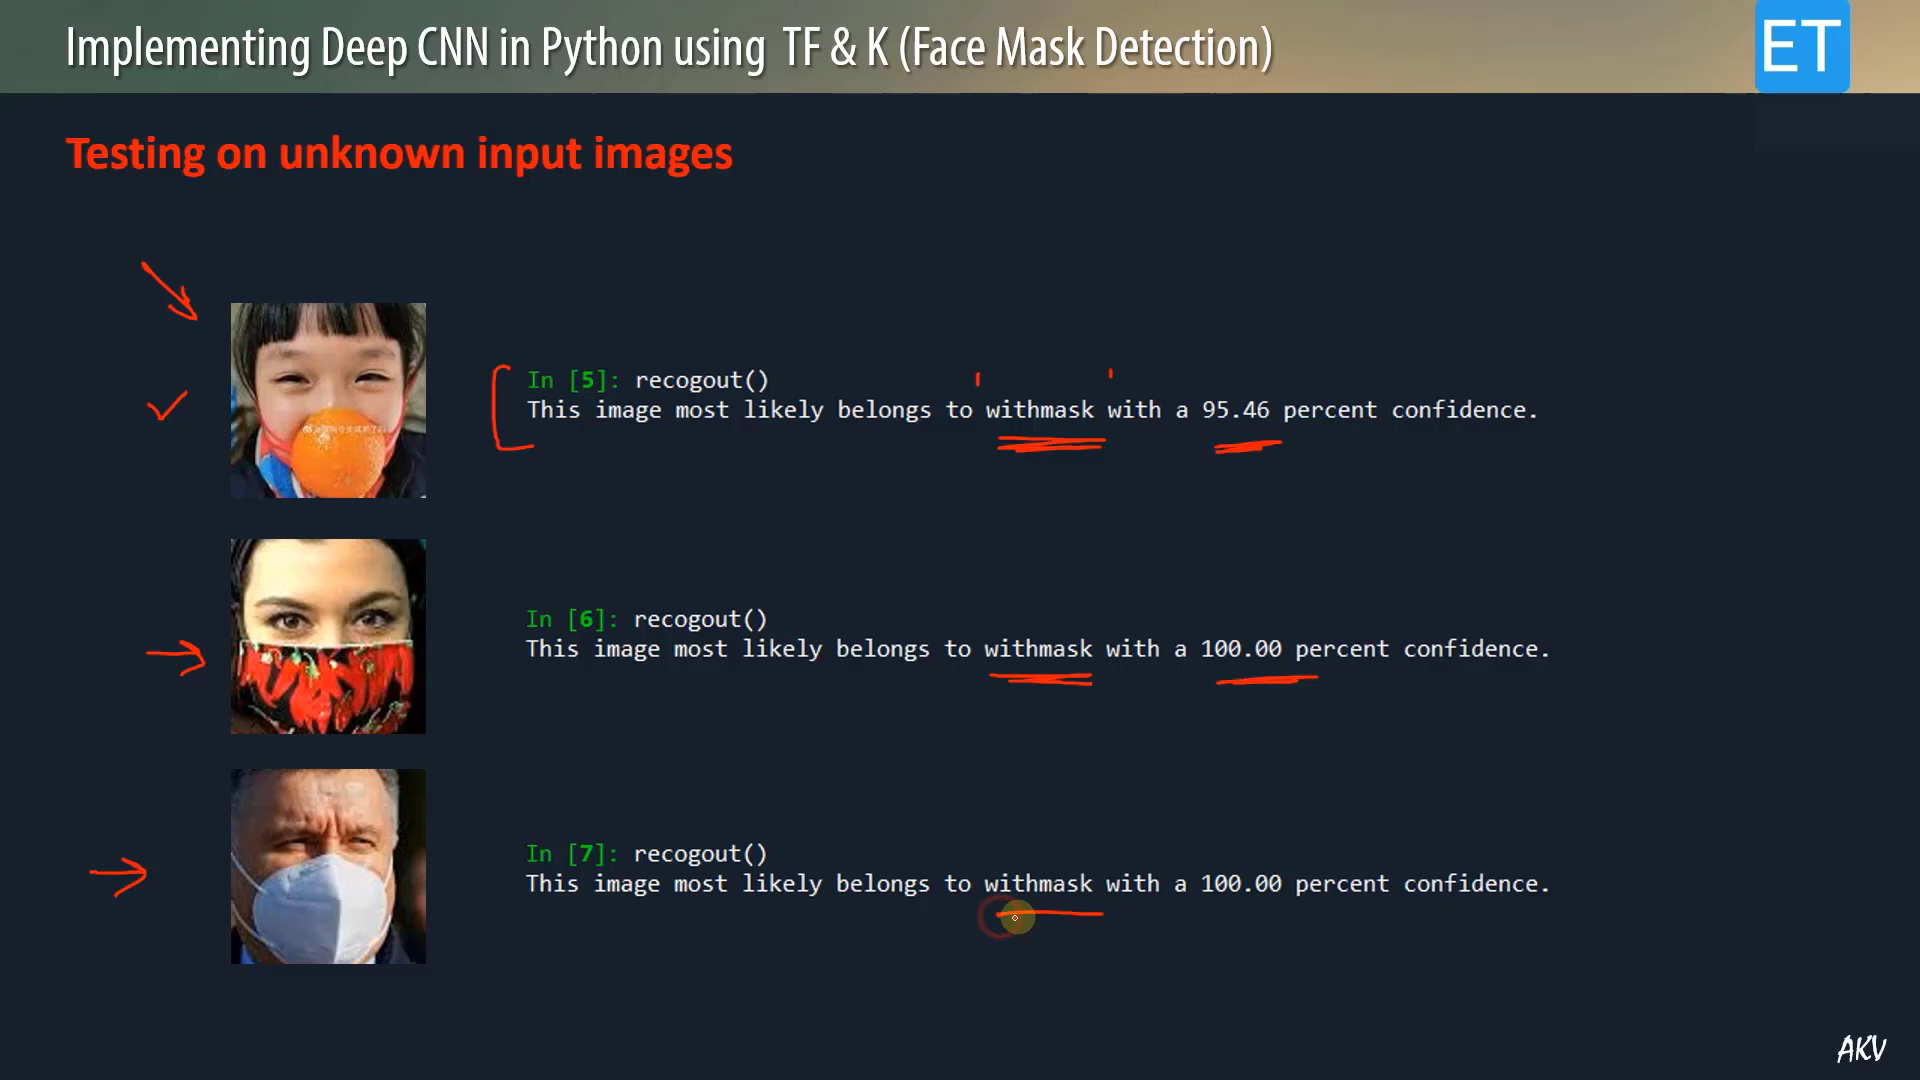 Implementing Deep CNN in Python using TF & K (Face Mask Detection)
ET
Testing on unknown input images
In [5]: recogout()
This image most likely belongs to withmask with a 95.46 percent confidence.
In [6]: recogout()
This image most likely belongs to withmask with a 100.00 percent confidence.
In [7]: recogout()
This image most likely belongs to withmask with a 100.00 percent confidence.
AKV